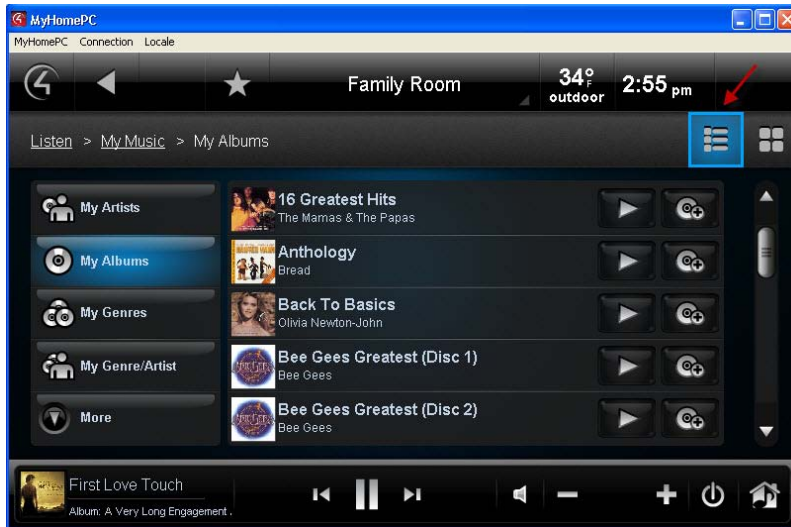 MyHomePC
MyHomePC Connection Locale
Family Room
34°F
outdoor
2:55 pm
Listen > My Music > My Albums
My Artists
My Albums
My Genres
My Genre/Artist
More
16 Greatest Hits
The Mamas & The Papas
Anthology
Bread
Back To Basics
Olivia Newton-John
Bee Gees Greatest (Disc 1)
Bee Gees
Bee Gees Greatest (Disc 2)
Bee Gees
First Love Touch
Album: A Very Long Engagement .